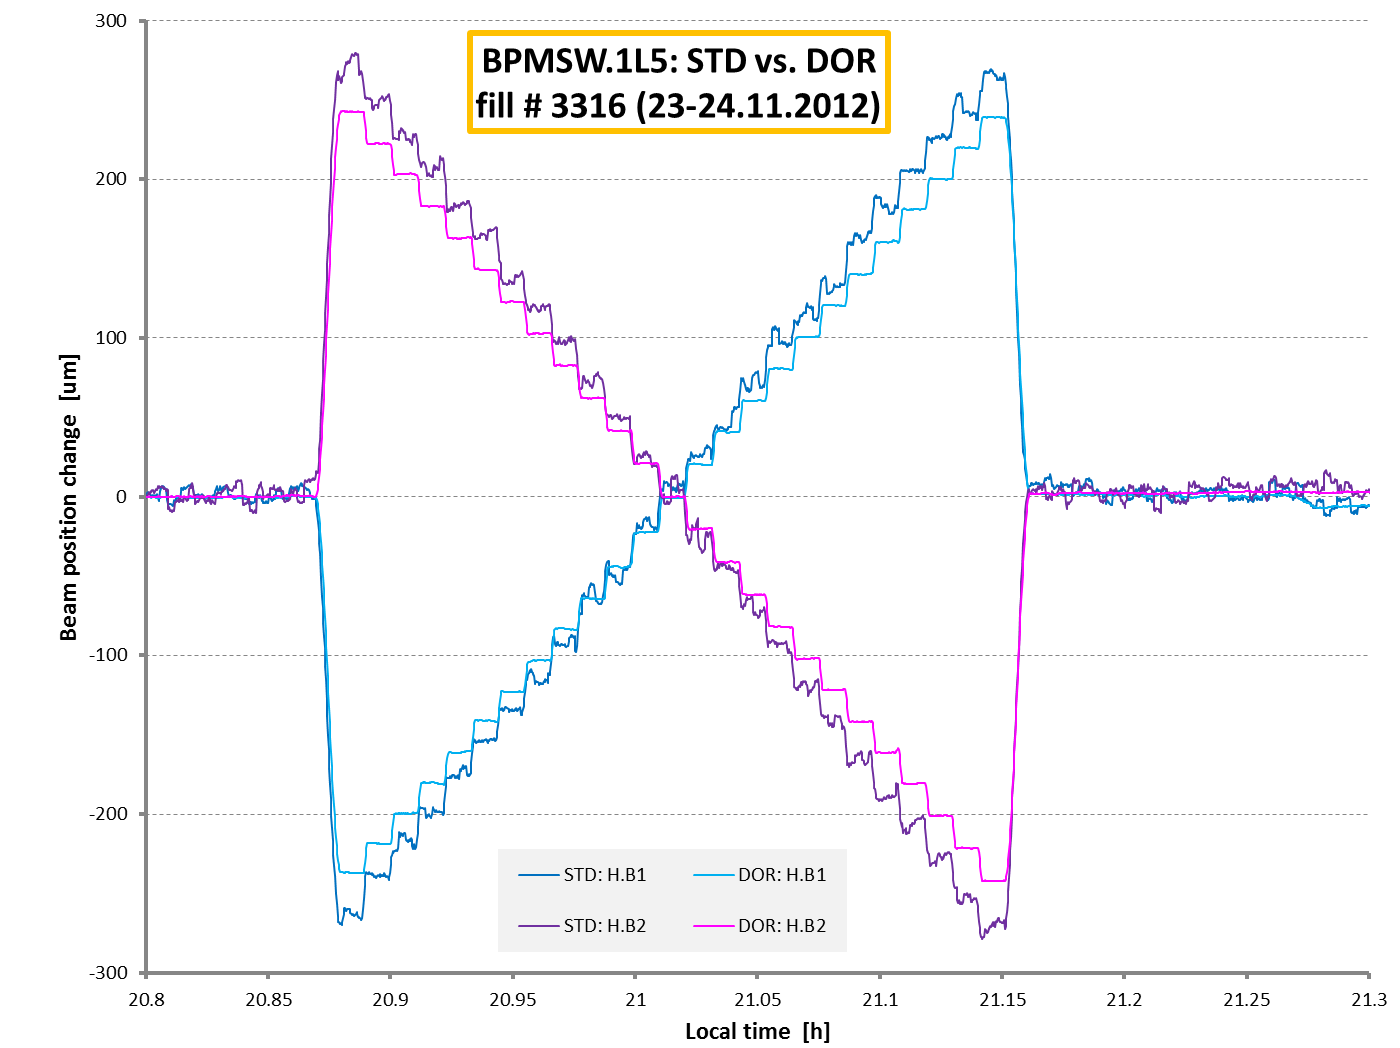 BPMSW.1L5: STD vs. DOR
fill # 3316 (23-24.11.2012)
300
200
100
0
-100
-200
-300
Beam position change [um]
STD: H.B1 DOR: H.B1
STD: H.B2 DOR: H.B2
20.8 20.85 20.9 20.95 21 21.05 21.1 21.15 21.2 21.25 21.3
Local time [h]